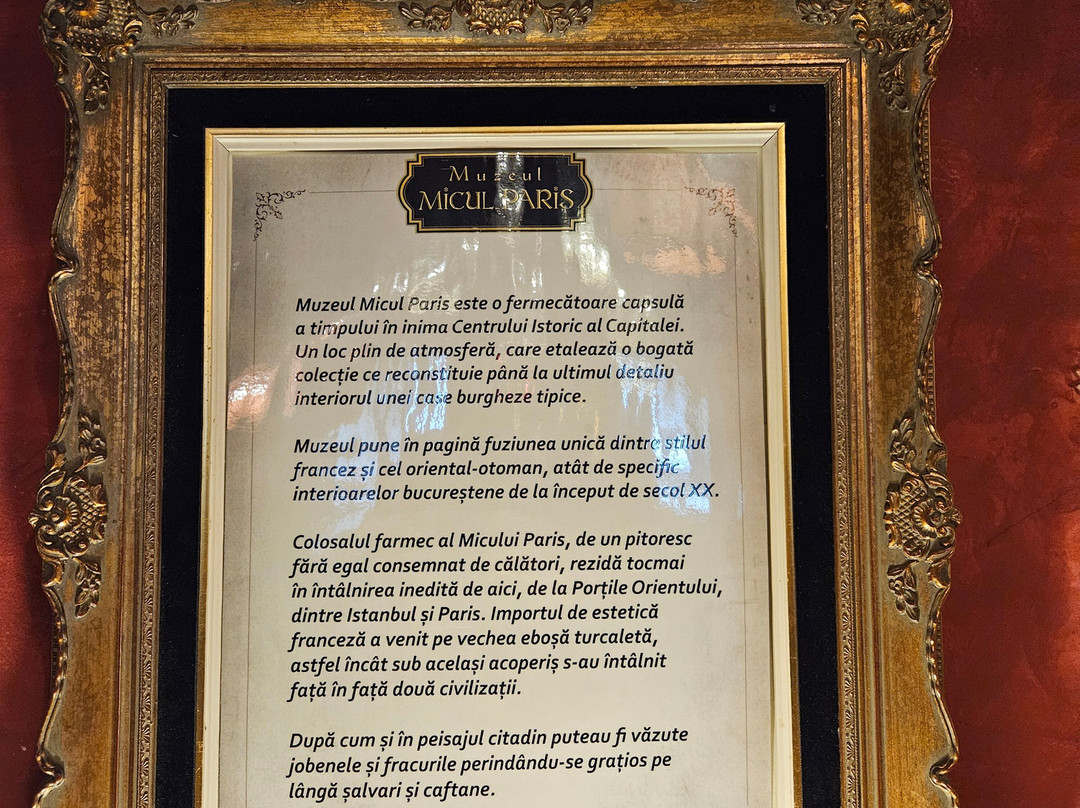 Muzeul
MICUL PARIS
Muzeul Micul Paris este o fermecătoare capsulă
a timpului în inima Centrului Istoric al Capitalei.
Un loc plin de atmosferă, care etalează o bogată
colecție ce reconstituie până la ultimul detaliu
interiorul unei case burgheze tipice.
Muzeul pune în pagină fuziunea unică dintre stilul
francez și cel oriental-otoman, atât de specific
interioarelor bucureștene de la început de secol XX.
Colosalul farmec al Micului Paris, de un pitoresc
fără egal consemnat de călători, rezidă tocmai
în întâlnirea inedită de aici, de la Porțile Orientului,
dintre Istanbul și Paris. Importul de estetică
franceză a venit pe vechea eboșă turcaletă,
astfel încât sub același acoperiș s-au întâlnit
față în față două civilizații.
După cum și în peisajul citadin puteau fi văzute
jobenele și fracurile perindându-se grațios pe
lângă șalvari și caftane.